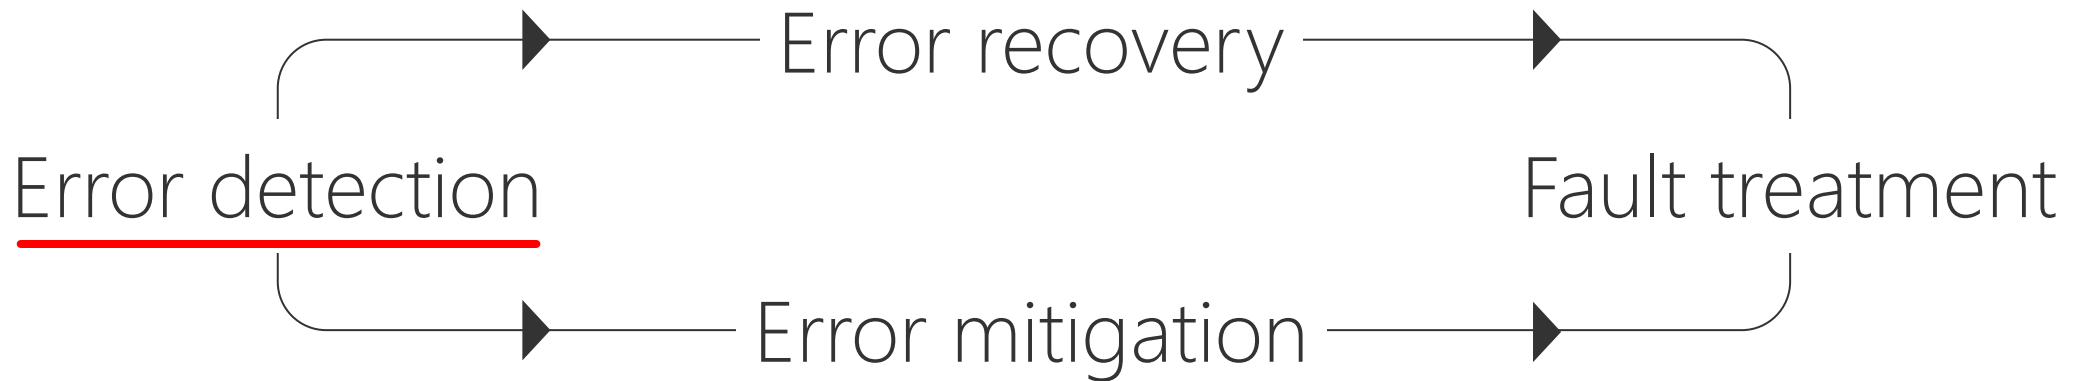 Error recovery
Error detection
Fault treatment
Error mitigation